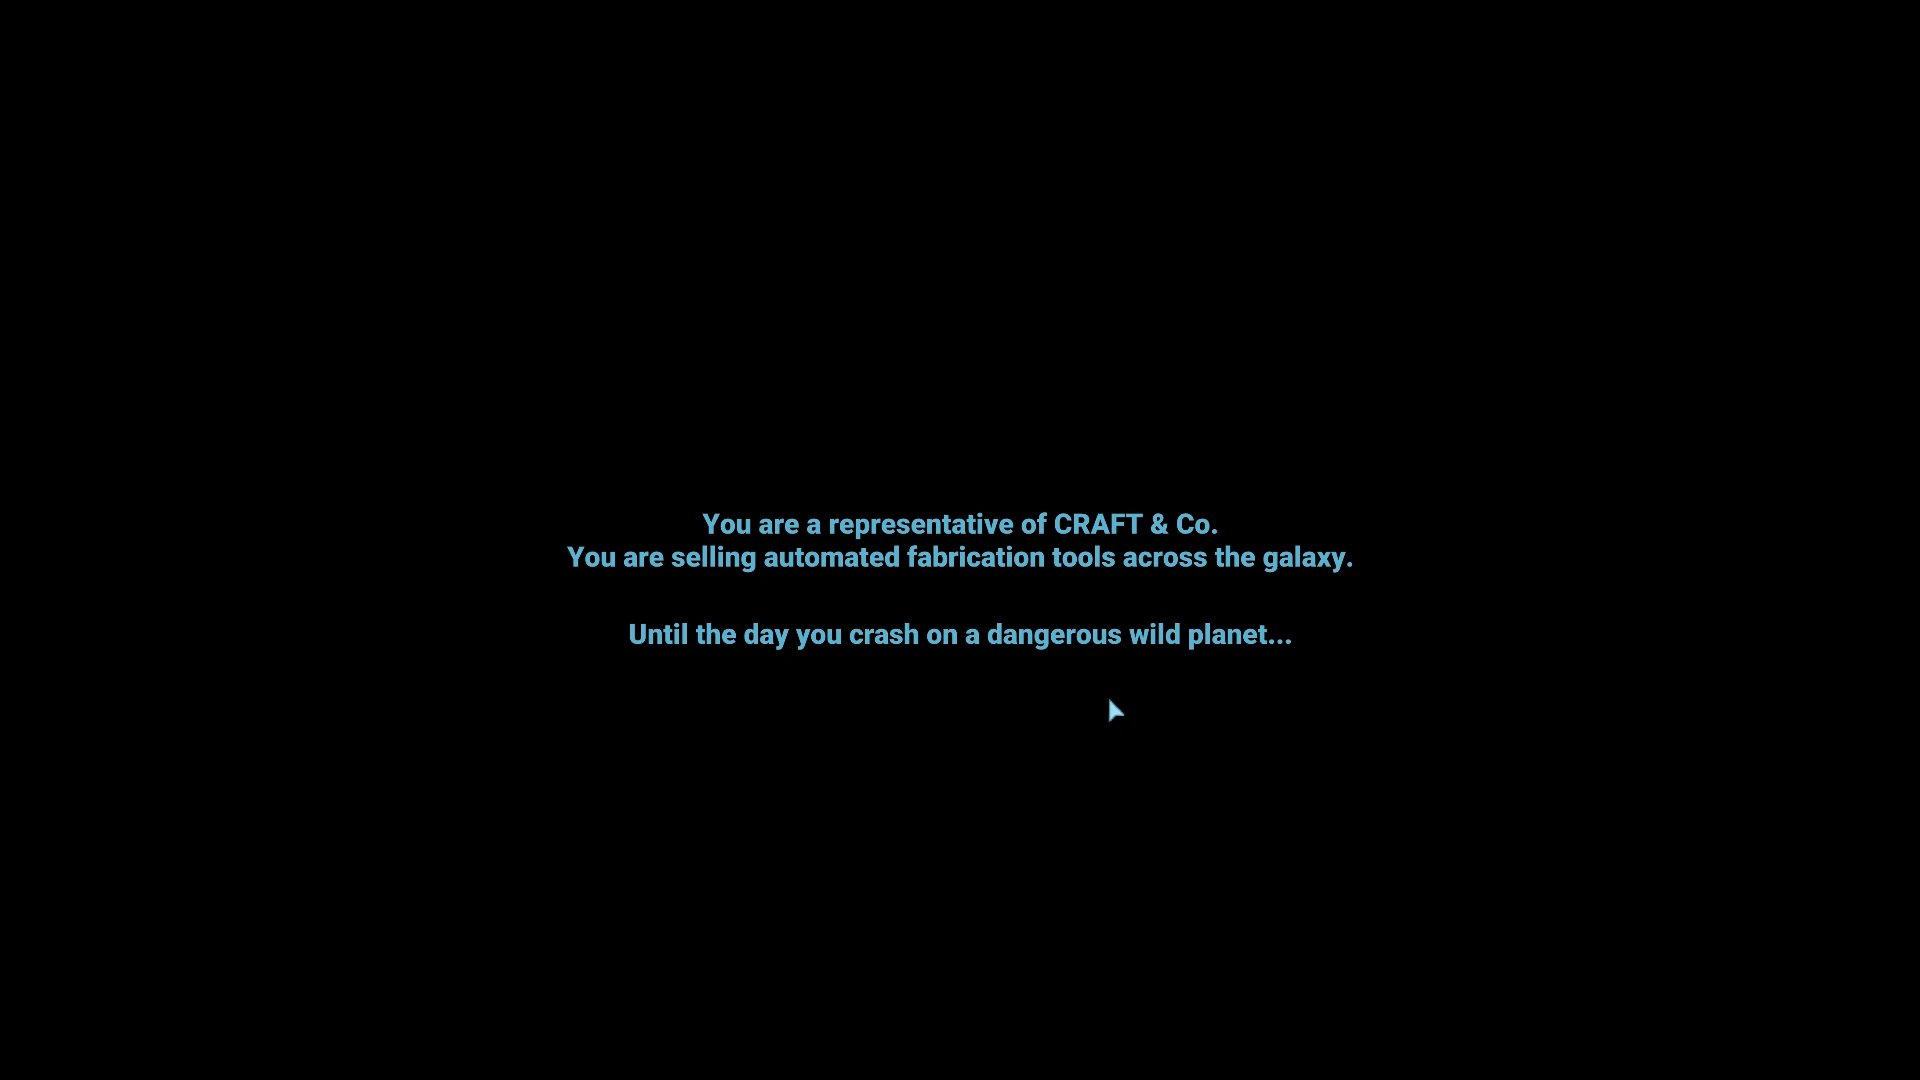 You are a representative of CRAFT & Co.
You are selling automated fabrication tools across the galaxy.
Until the day you crash on a dangerous wild planet...